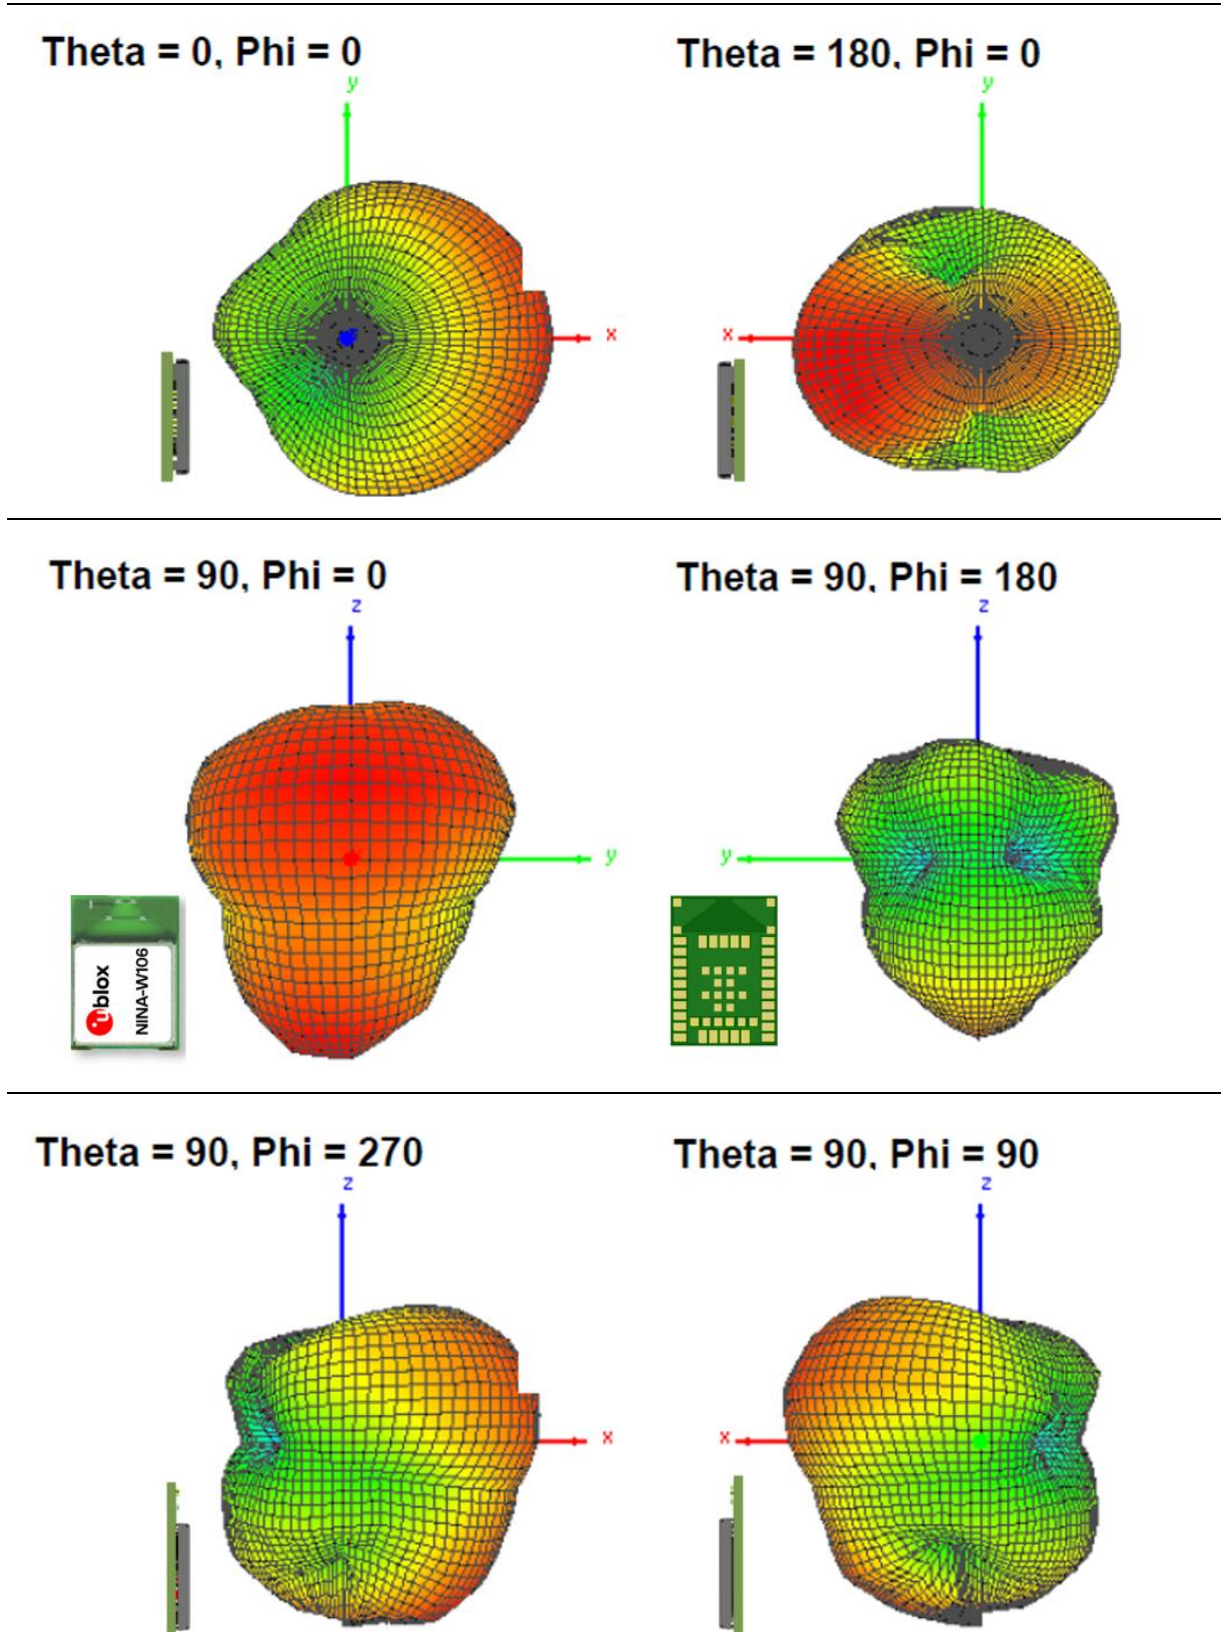 Theta = 0, Phi = 0
Theta = 180, Phi = 0
y
y
x
x
Theta = 90, Phi = 0
Theta = 90, Phi = 180
z
z
y
y
ublox
NINA-W106
Theta = 90, Phi = 270
Theta = 90, Phi = 90
z
z
x
x